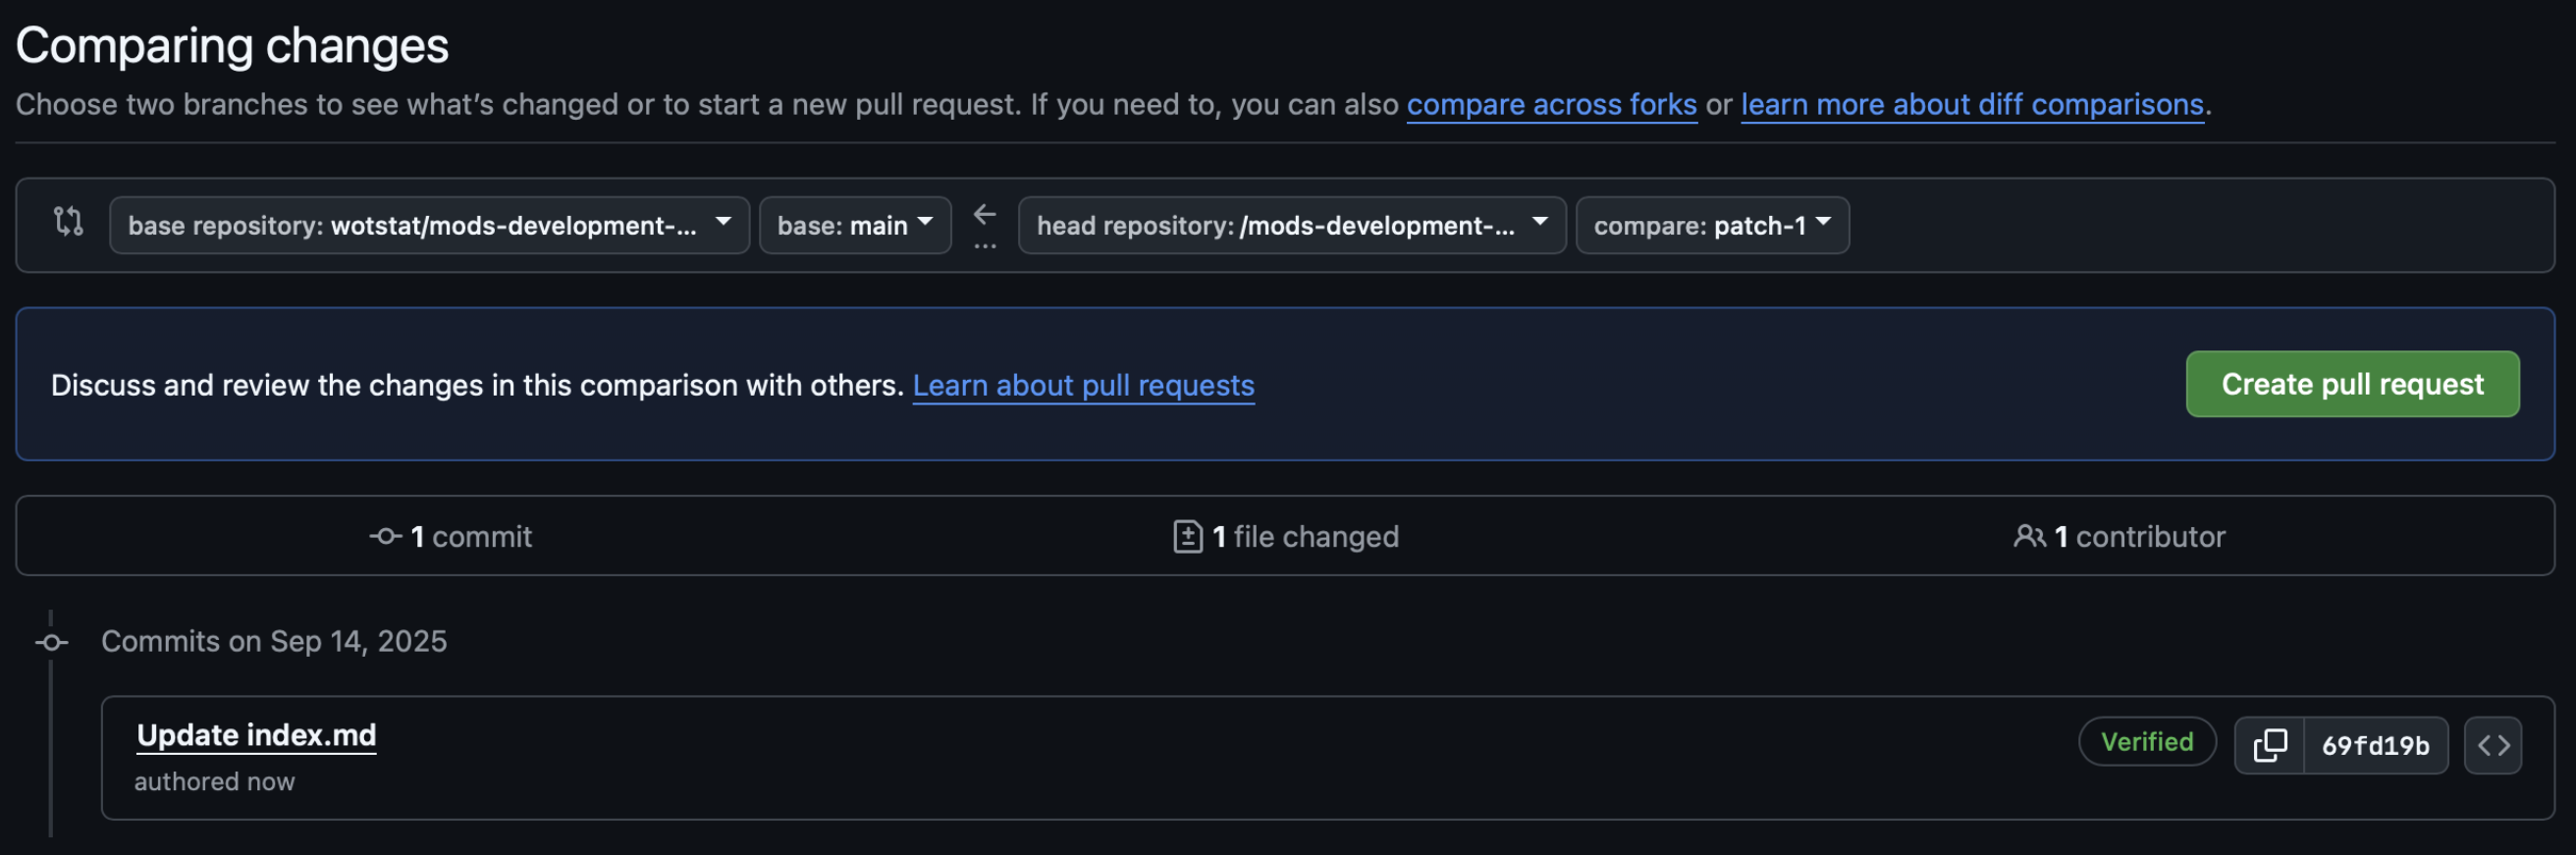 Comparing changes
Choose two branches to see what's changed or to start a new pull request. If you need to, you can also compare across forks or learn more about diff comparisons.
base repository: wotstat/mods-development-... base: main ... head repository: /mods-development-... compare: patch-1
Discuss and review the changes in this comparison with others. Learn about pull requests Create pull request
1 commit 1 file changed 1 contributor
Commits on Sep 14, 2025
Update index.md Verified 69fd19b
authored now